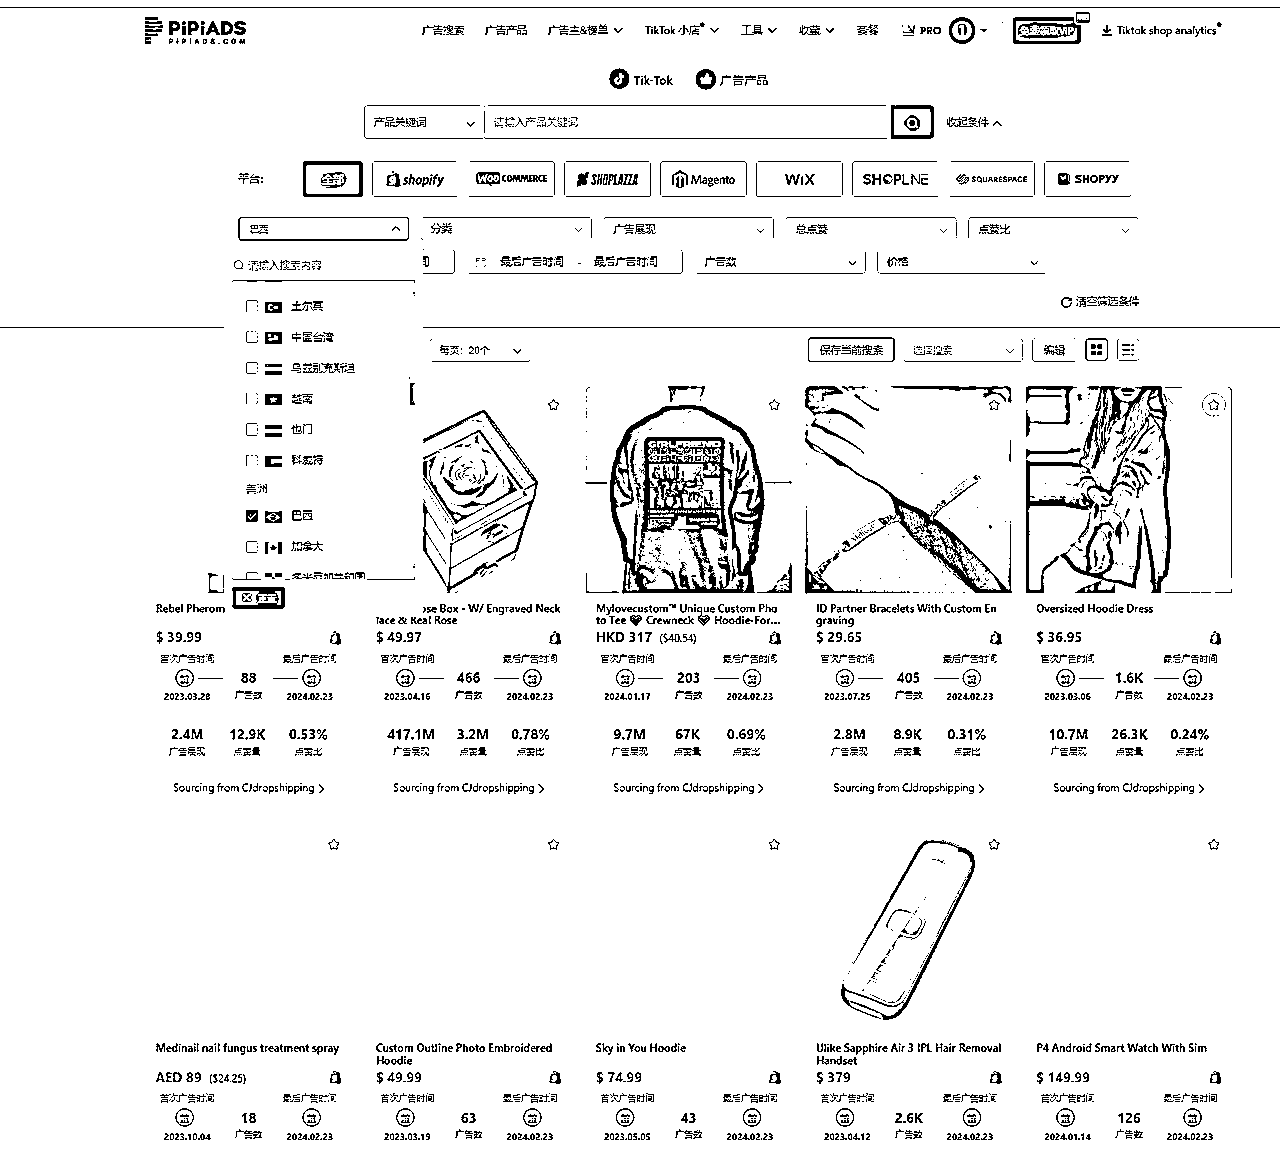 PiPiADS
PiPiADS.COM
广告搜索
广告产品
广告主&榜单
TikTok 小店
工具
收藏
套餐
PRO
Tiktok shop analytics
Tik-Tok
广告产品
产品关键词
请输入产品关键词
收起条件
平台:
全部
shopify
WOO COMMERCE
SHOPLAZZA
Magento
WiX
SHOPLINE
SQUARESPACE
SHOPYY
巴西
分类
广告展现
总点赞
点赞比
请输入搜索内容
最后广告时间 - 最后广告时间
广告数
价格
清空筛选条件
土耳其
中国台湾
乌兹别克斯坦
越南
也门
科威特
美洲
巴西
加拿大
多米尼加共和国
每页: 20个
保存当前搜索
选择搜索
编辑
GIRLFRIEND
Rebel Pherom
$ 39.99
首次广告时间
最后广告时间
88
2023.03.28
广告数
2024.02.23
2.4M
12.9K
0.53%
广告展现
点赞量
点赞比
Sourcing from CJdropshipping >
ose Box - W/ Engraved Neck
lace & Real Rose
$ 49.97
首次广告时间
最后广告时间
466
2023.04.16
广告数
2024.02.23
417.1M
3.2M
0.78%
广告展现
点赞量
点赞比
Sourcing from CJdropshipping >
Mylovecustom™ Unique Custom Pho
to Tee 💗 Crewneck 💗 Hoodie-For...
HKD 317 ($40.54)
首次广告时间
最后广告时间
203
2024.01.17
广告数
2024.02.23
9.7M
67K
0.69%
广告展现
点赞量
点赞比
Sourcing from CJdropshipping >
ID Partner Bracelets With Custom En
graving
$ 29.65
首次广告时间
最后广告时间
405
2023.07.25
广告数
2024.02.23
2.8M
8.9K
0.31%
广告展现
点赞量
点赞比
Sourcing from CJdropshipping >
Oversized Hoodie Dress
$ 36.95
首次广告时间
最后广告时间
1.6K
2023.03.06
广告数
2024.02.23
10.7M
26.3K
0.24%
广告展现
点赞量
点赞比
Sourcing from CJdropshipping >
Medinail nail fungus treatment spray
AED 89 ($24.25)
首次广告时间
最后广告时间
18
2023.10.04
广告数
2024.02.23
Custom Outline Photo Embroidered
Hoodie
$ 49.99
首次广告时间
最后广告时间
63
2023.03.19
广告数
2024.02.23
Sky in You Hoodie
$ 74.99
首次广告时间
最后广告时间
43
2023.05.05
广告数
2024.02.23
Ulike Sapphire Air 3 IPL Hair Removal
Handset
$ 379
首次广告时间
最后广告时间
2.6K
2023.04.12
广告数
2024.02.23
P4 Android Smart Watch With Sim
$ 149.99
首次广告时间
最后广告时间
126
2024.01.14
广告数
2024.02.23